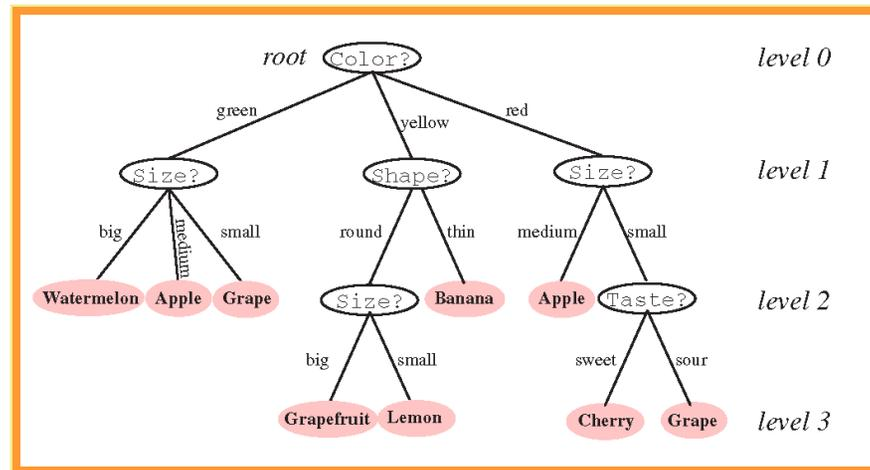 root Color? level 0
green yellow red
Size? Shape? Size? level 1
big medium small round thin medium small
Watermelon Apple Grape Size? Banana Apple Taste? level 2
big small sweet sour
Grapefruit Lemon Cherry Grape level 3